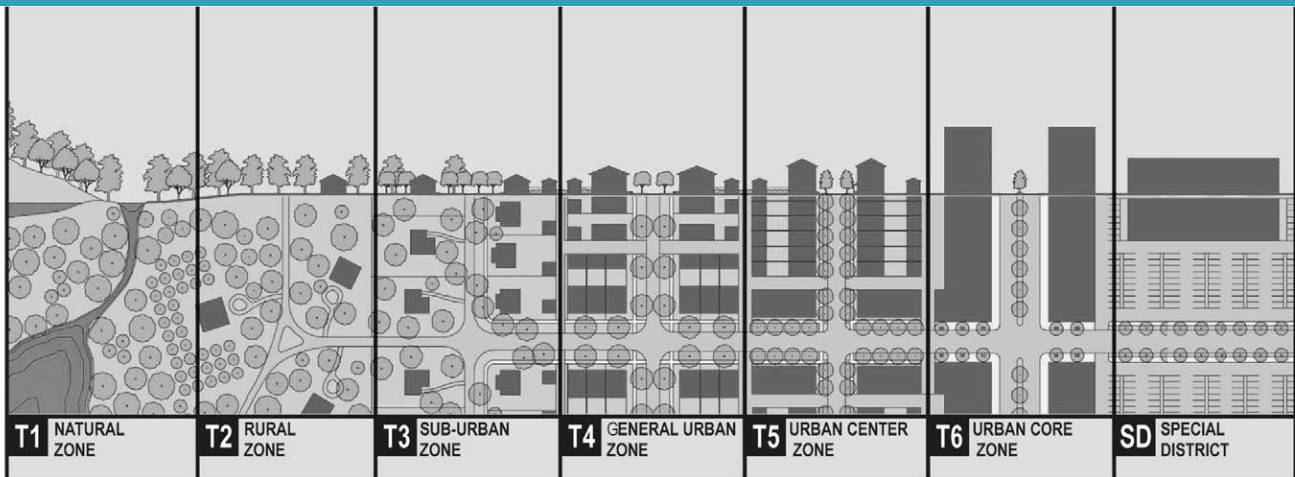 T1 NATURAL
ZONE
T2 RURAL
ZONE
T3 SUB-URBAN
ZONE
T4 GENERAL URBAN
ZONE
T5 URBAN CENTER
ZONE
T6 URBAN CORE
ZONE
SD SPECIAL
DISTRICT